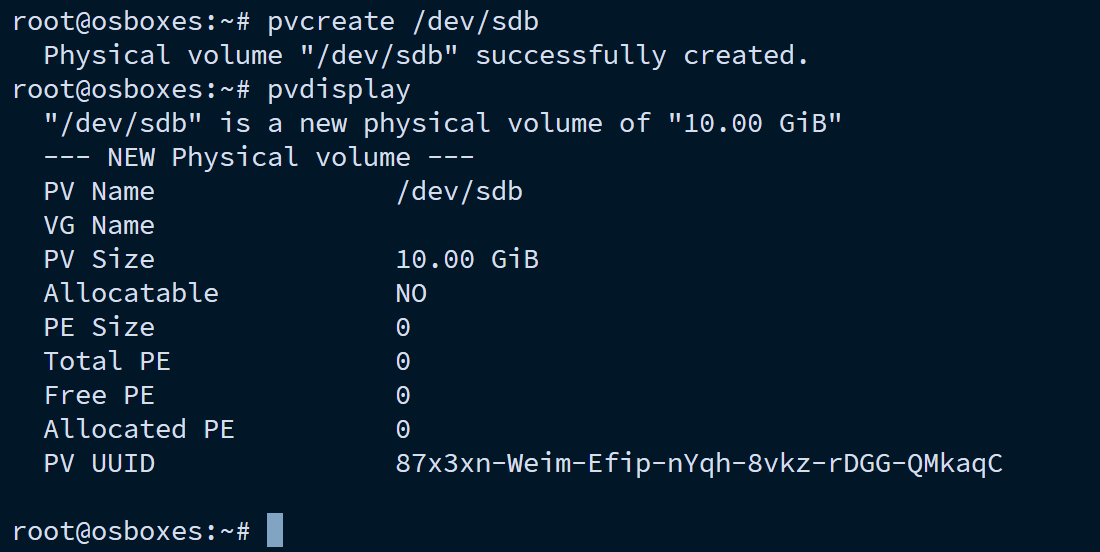 root@osboxes:~# pvcreate /dev/sdb
  Physical volume "/dev/sdb" successfully created.
root@osboxes:~# pvdisplay
  "/dev/sdb" is a new physical volume of "10.00 GiB"
  --- NEW Physical volume ---
  PV Name               /dev/sdb
  VG Name
  PV Size               10.00 GiB
  Allocatable           NO
  PE Size               0
  Total PE              0
  Free PE               0
  Allocated PE          0
  PV UUID               87x3xn-Weim-Efip-nYqh-8vkz-rDGG-QMkaqC

root@osboxes:~#